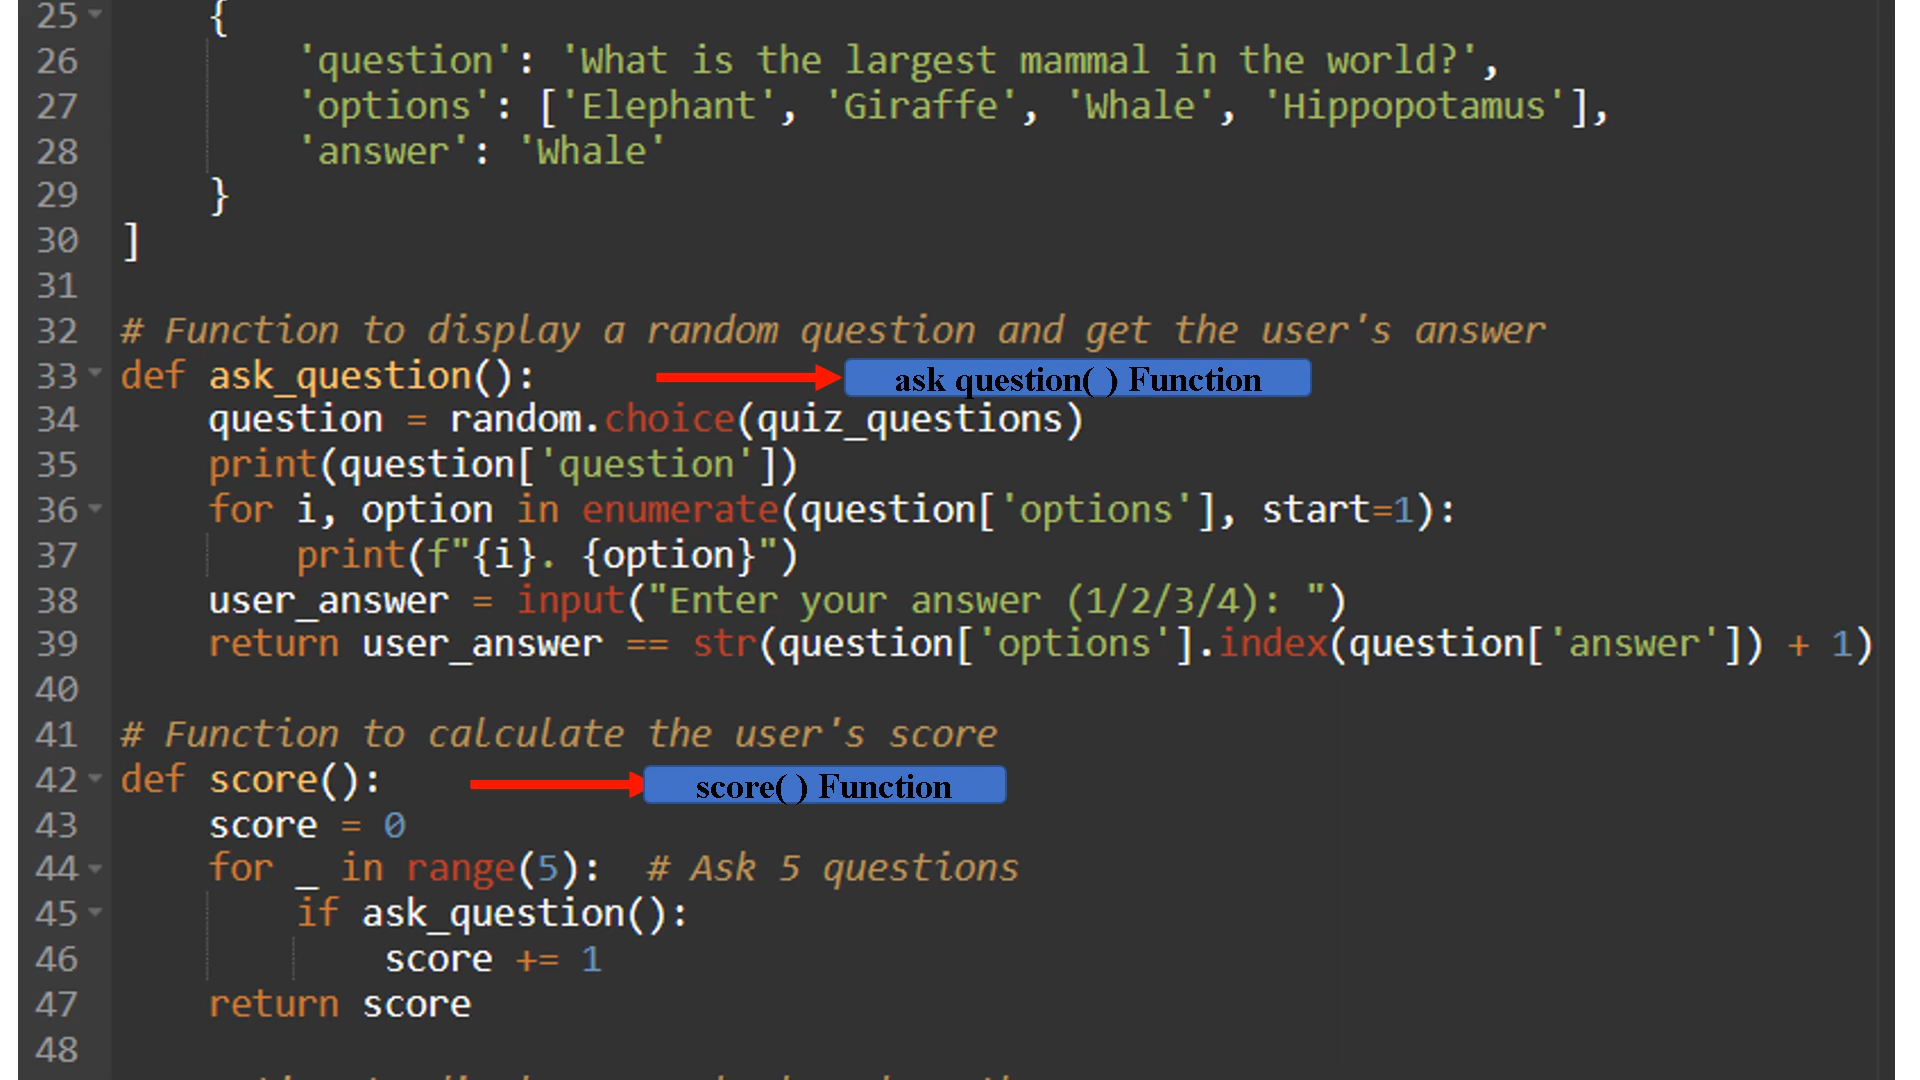 25 {
26 'question': 'What is the largest mammal in the world?',
27 'options': ['Elephant', 'Giraffe', 'Whale', 'Hippopotamus'],
28 'answer': 'Whale'
29 }
30 ]
31
32 # Function to display a random question and get the user's answer
33 def ask_question(): ask question( ) Function
34 question = random.choice(quiz_questions)
35 print(question['question'])
36 for i, option in enumerate(question['options'], start=1):
37 print(f"{i}. {option}")
38 user_answer = input("Enter your answer (1/2/3/4): ")
39 return user_answer == str(question['options'].index(question['answer']) + 1)
40
41 # Function to calculate the user's score
42 def score(): score( ) Function
43 score = 0
44 for _ in range(5): # Ask 5 questions
45 if ask_question():
46 score += 1
47 return score
48